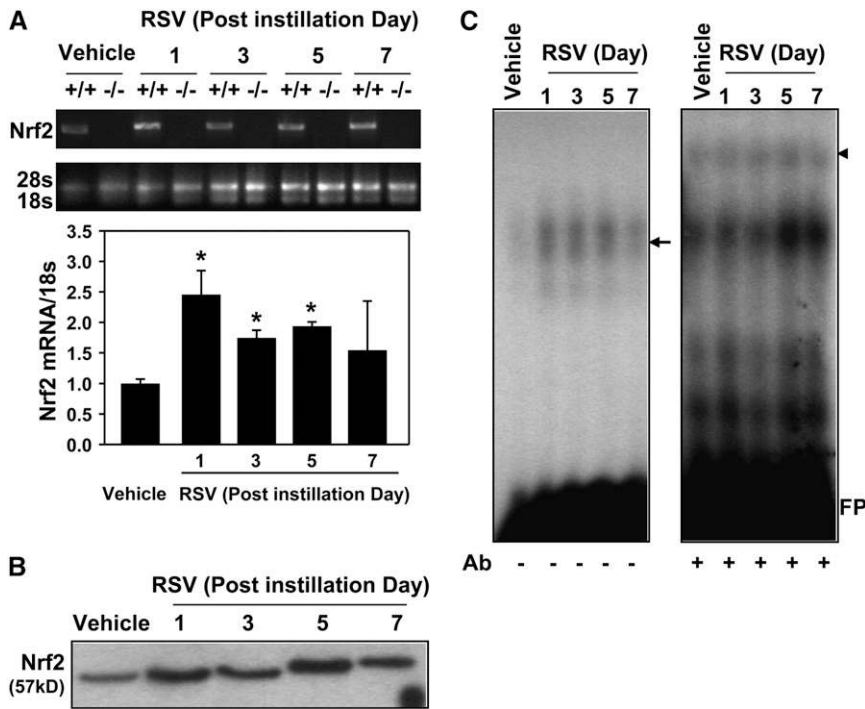 A
RSV (Post instillation Day)
Vehicle 1 3 5 7
+/+ -/- +/+ -/- +/+ -/- +/+ -/- +/+ -/-
Nrf2
28s
18s
Nrf2 mRNA/18s
3.5
3.0
2.5
2.0
1.5
1.0
0.5
0.0
* * *
1 3 5 7
Vehicle RSV (Post instillation Day)
B
RSV (Post instillation Day)
Vehicle 1 3 5 7
Nrf2
(57kD)
C
Vehicle RSV (Day) Vehicle RSV (Day)
1 3 5 7 1 3 5 7
FP
Ab - - - - - + + + + +